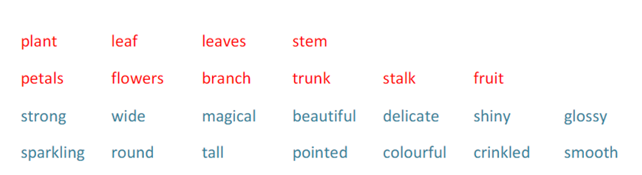 plant leaf leaves stem
petals flowers branch trunk stalk fruit
strong wide magical beautiful delicate shiny glossy
sparkling round tall pointed colourful crinkled smooth